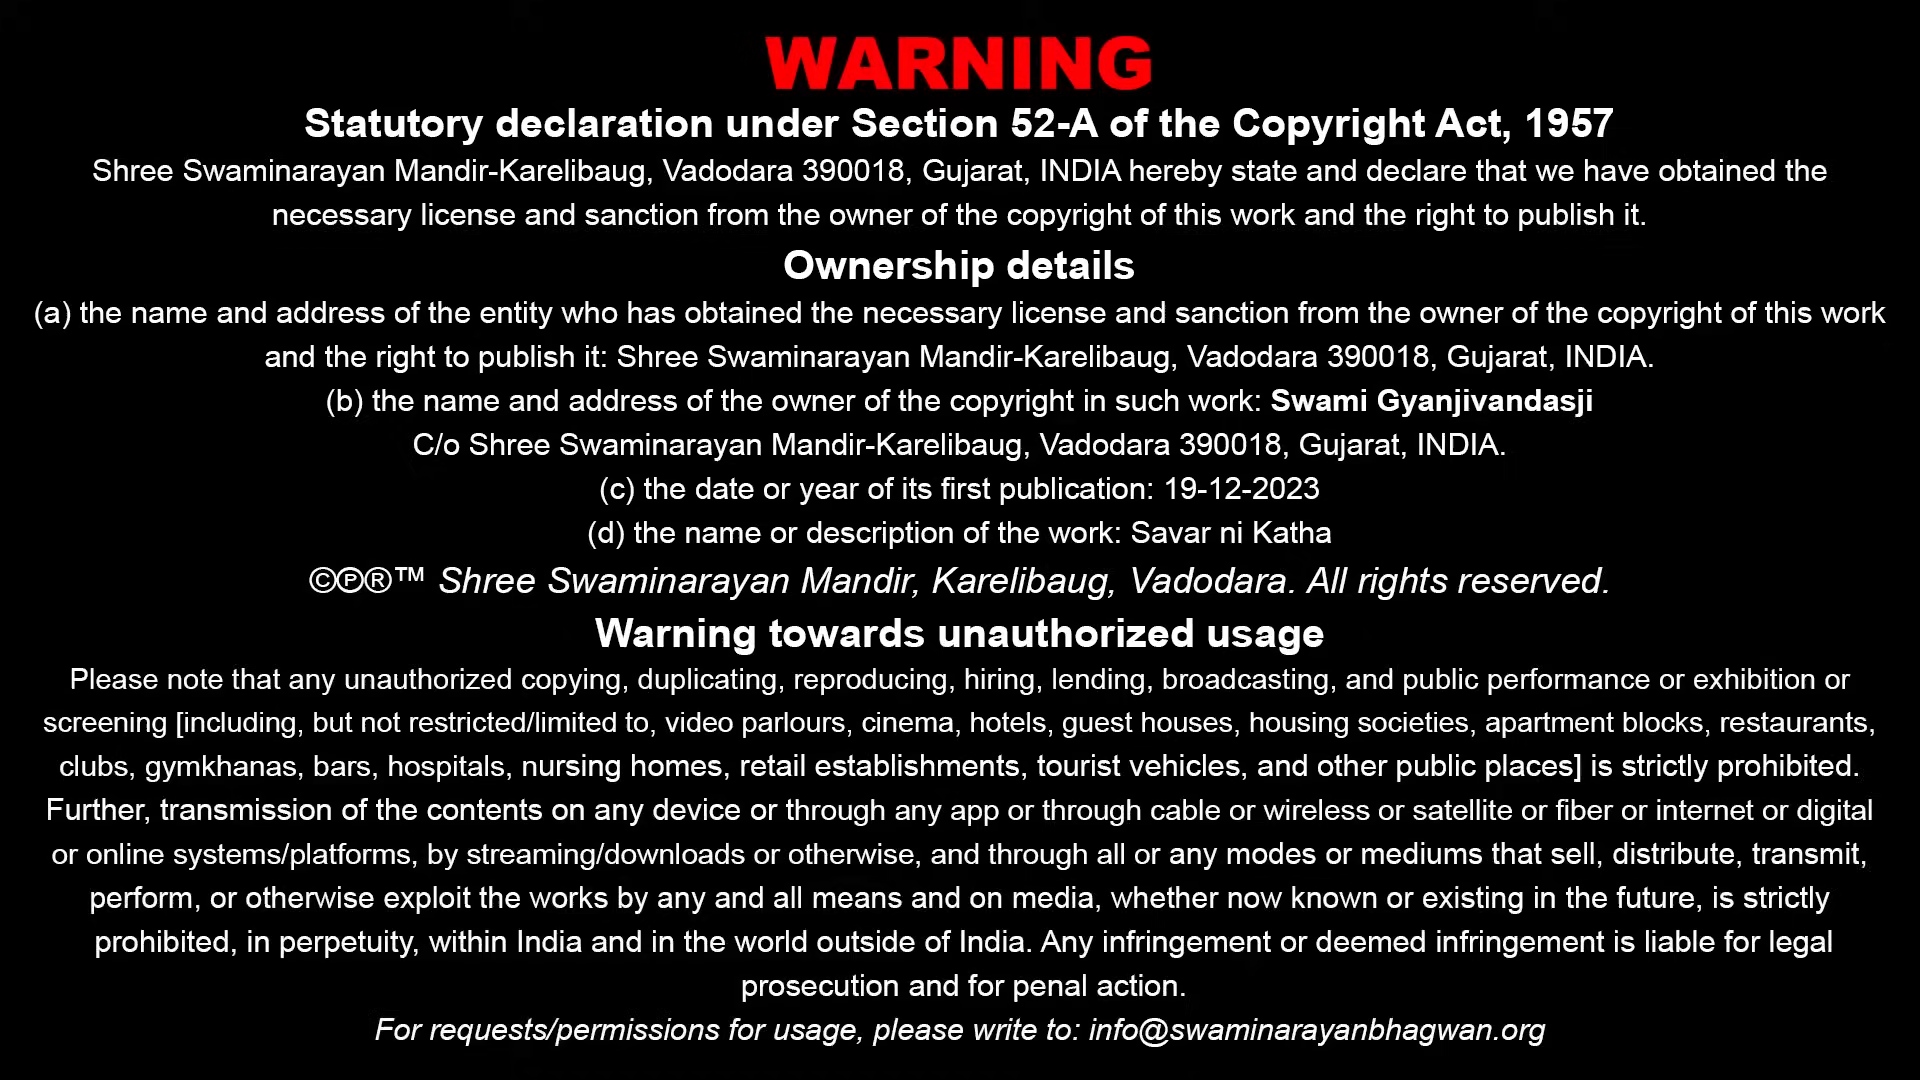 WARNING
Statutory declaration under Section 52-A of the Copyright Act, 1957
Shree Swaminarayan Mandir-Karelibaug, Vadodara 390018, Gujarat, INDIA hereby state and declare that we have obtained the
necessary license and sanction from the owner of the copyright of this work and the right to publish it.
Ownership details
(a) the name and address of the entity who has obtained the necessary license and sanction from the owner of the copyright of this work
and the right to publish it: Shree Swaminarayan Mandir-Karelibaug, Vadodara 390018, Gujarat, INDIA.
(b) the name and address of the owner of the copyright in such work: Swami Gyanjivandasji
C/o Shree Swaminarayan Mandir-Karelibaug, Vadodara 390018, Gujarat, INDIA.
(c) the date or year of its first publication: 19-12-2023
(d) the name or description of the work: Savar ni Katha
©℗®™ Shree Swaminarayan Mandir, Karelibaug, Vadodara. All rights reserved.
Warning towards unauthorized usage
Please note that any unauthorized copying, duplicating, reproducing, hiring, lending, broadcasting, and public performance or exhibition or
screening [including, but not restricted/limited to, video parlours, cinema, hotels, guest houses, housing societies, apartment blocks, restaurants,
clubs, gymkhanas, bars, hospitals, nursing homes, retail establishments, tourist vehicles, and other public places] is strictly prohibited.
Further, transmission of the contents on any device or through any app or through cable or wireless or satellite or fiber or internet or digital
or online systems/platforms, by streaming/downloads or otherwise, and through all or any modes or mediums that sell, distribute, transmit,
perform, or otherwise exploit the works by any and all means and on media, whether now known or existing in the future, is strictly
prohibited, in perpetuity, within India and in the world outside of India. Any infringement or deemed infringement is liable for legal
prosecution and for penal action.
For requests/permissions for usage, please write to: info@swaminarayanbhagwan.org